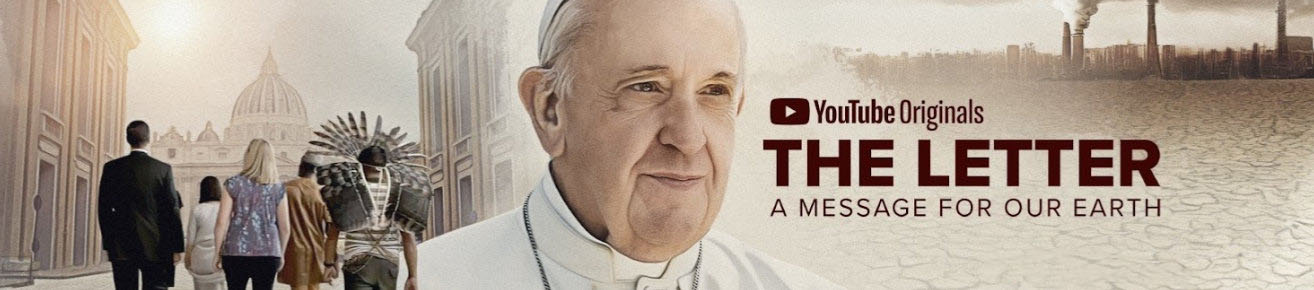 YouTube Originals
THE LETTER
A MESSAGE FOR OUR EARTH